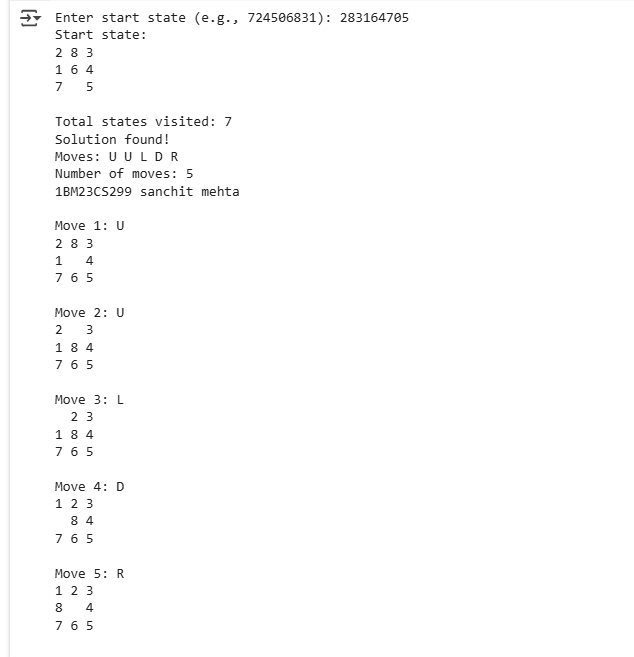 Enter start state (e.g., 724506831): 283164705
Start state:
2 8 3
1 6 4
7   5

Total states visited: 7
Solution found!
Moves: U U L D R
Number of moves: 5
1BM23CS299 sanchit mehta

Move 1: U
2 8 3
1   4
7 6 5

Move 2: U
2   3
1 8 4
7 6 5

Move 3: L
  2 3
1 8 4
7 6 5

Move 4: D
1 2 3
  8 4
7 6 5

Move 5: R
1 2 3
8   4
7 6 5